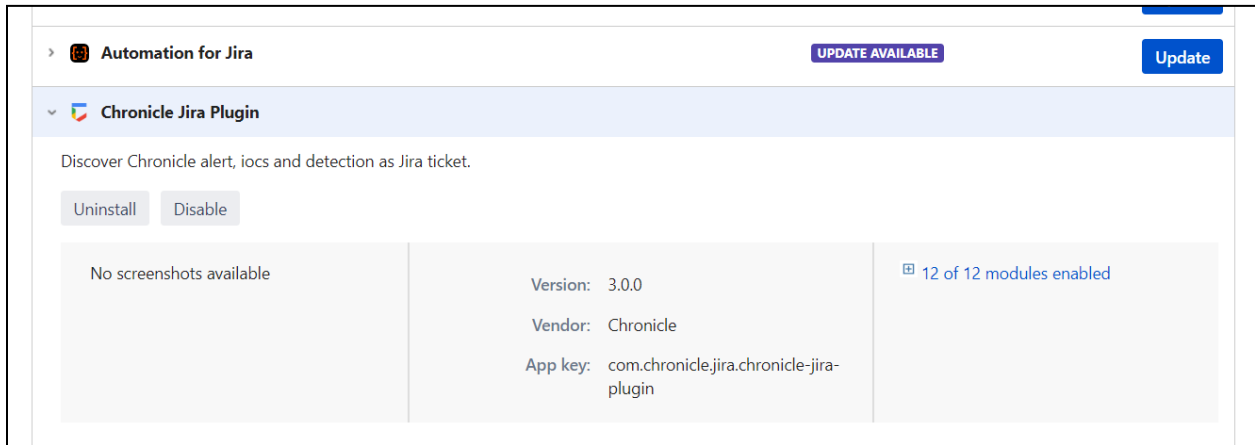 Automation for Jira UPDATE AVAILABLE Update
Chronicle Jira Plugin
Discover Chronicle alert, iocs and detection as Jira ticket.
Uninstall Disable
No screenshots available
Version: 3.0.0
12 of 12 modules enabled
Vendor: Chronicle
App key: com.chronicle.jira.chronicle-jira-
plugin